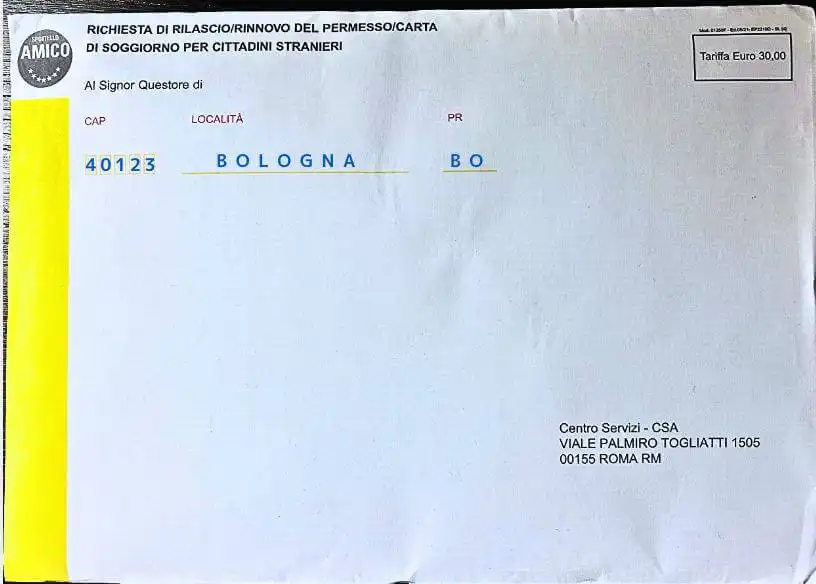 SPORTELLO
AMICO
RICHIESTA DI RILASCIO/RINNOVO DEL PERMESSO/CARTA
DI SOGGIORNO PER CITTADINI STRANIERI
Tariffa Euro 30,00
Al Signor Questore di
CAP LOCALITÀ PR
40123 BOLOGNA BO
Centro Servizi - CSA
VIALE PALMIRO TOGLIATTI 1505
00155 ROMA RM